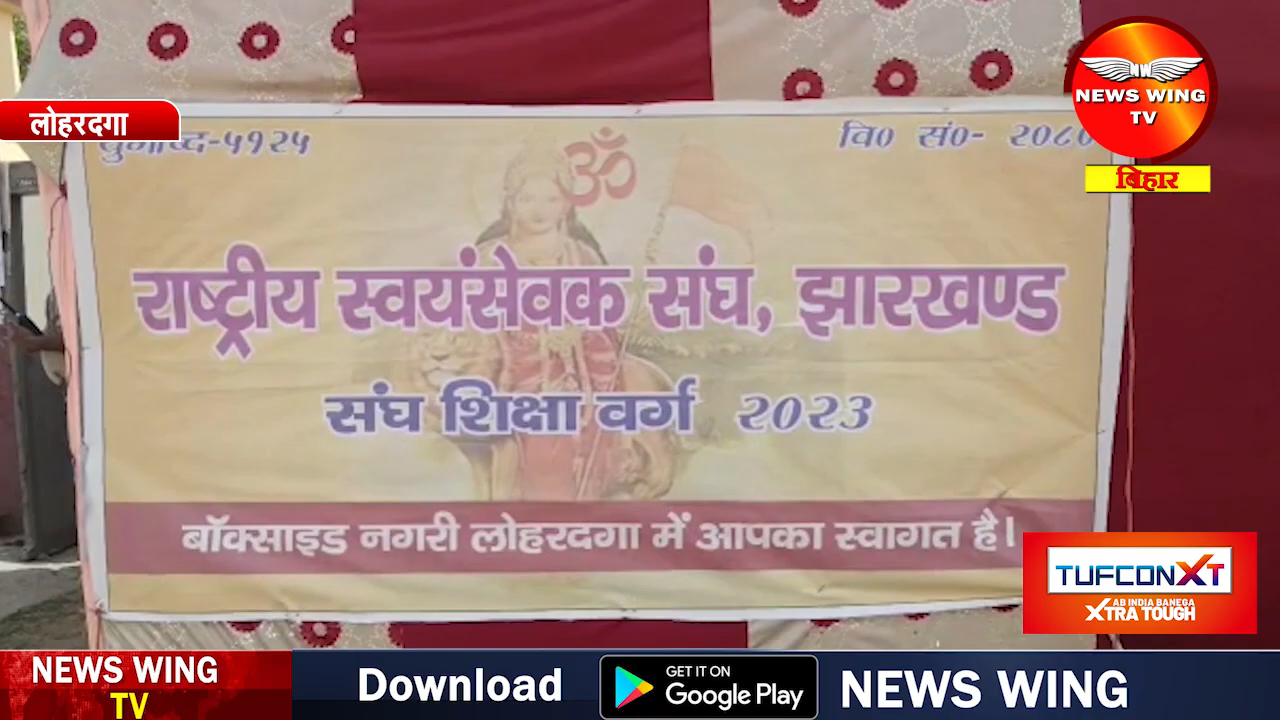 NEWS WING
TV
बिहार
लोहरदगा
युगाब्द-५१२५
वि० सं०- २०८०
ॐ
राष्ट्रीय स्वयंसेवक संघ, झारखण्ड
संघ शिक्षा वर्ग २०२३
बॉक्साइड नगरी लोहरदगा में आपका स्वागत है।
TUFCONXT
AB INDIA BANEGA
XTRA TOUGH
NEWS WING
TV
Download
GET IT ON
Google Play
NEWS WING